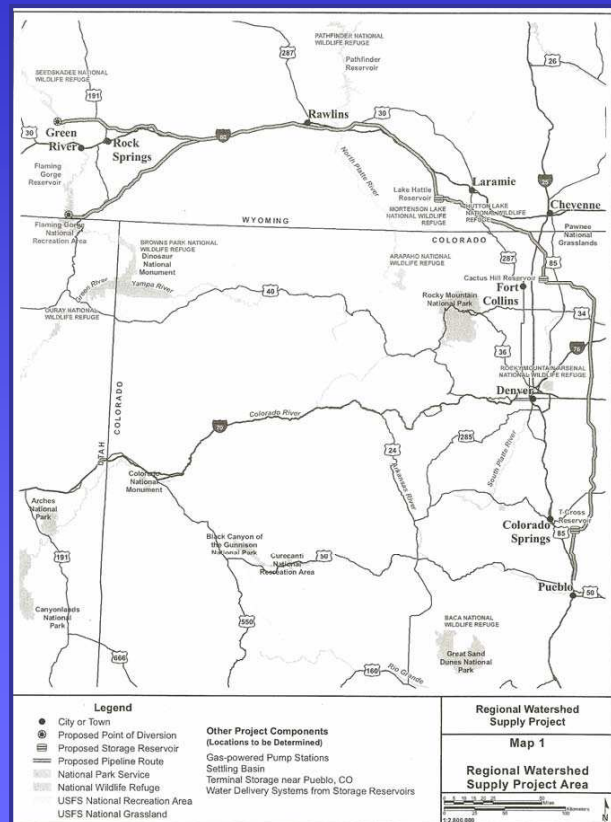 PATHFINDER NATIONAL
WILDLIFE REFUGE
287
Pathfinder
Reservoir
26
SEEDSKADEE NATIONAL
WILDLIFE REFUGE
191
30
Green
River
Rock
Springs
80
Rawlins
30
North Platte River
25
Flaming
Gorge
Reservoir
Laramie
Lake Hattie
Reservoir
Cheyenne
MORTENSON LAKE
NATIONAL WILDLIFE
REFUGE
HUTTON LAKE
NATIONAL WILDLIFE
REFUGE
WYOMING
COLORADO
Flaming Gorge
National
Recreation Area
Pawnee
National
Grasslands
85
287
BROWNS PARK NATIONAL
WILDLIFE REFUGE
Dinosaur
National
Monument
ARAPAHO NATIONAL
WILDLIFE REFUGE
Cactus Hill Reservoir
Fort
Collins
Green River
Yampa River
40
Rocky Mountain
National Park
34
OURAY NATIONAL
WILDLIFE REFUGE
36
76
ROCKY MOUNTAIN ARSENAL
NATIONAL WILDLIFE
REFUGE
Denver
UTAH
COLORADO
70
Colorado River
24
285
Arkansas River
South Platte River
Colorado
National
Monument
Arches
National
Park
T-Cross
Reservoir
Colorado
Springs
85
Black Canyon of
the Gunnison
National Park
Curecanti
National
Recreation Area
50
191
Pueblo
50
Canyonlands
National
Park
550
BACA NATIONAL
WILDLIFE REFUGE
Great Sand
Dunes National
Park
666
160
Rio Grande
Legend
City or Town
Proposed Point of Diversion
Proposed Storage Reservoir
Proposed Pipeline Route
National Park Service
National Wildlife Refuge
USFS National Recreation Area
USFS National Grassland
Other Project Components
(Locations to be Determined)
Gas-powered Pump Stations
Settling Basin
Terminal Storage near Pueblo, CO
Water Delivery Systems from Storage Reservoirs
Regional Watershed
Supply Project
Map 1
Regional Watershed
Supply Project Area
Miles
Kilometers
1:2,600,000
N